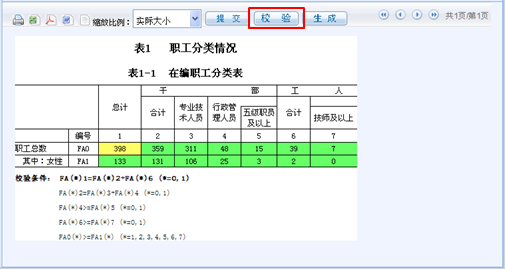 缩放比例： 实际大小 提 交 校 验 生 成 共1页/第1页
表1 职工分类情况
表1-1 在编职工分类表
总计 干 部 工 人
合计 专业技术人员 行政管理人员 五级职员及以上 合计 技师及以上
编号 1 2 3 4 5 6 7
职工总数 FA0 398 359 311 48 15 39 7
其中：女性 FA1 133 131 106 25 3 2 0
校验条件： FA(*)1=FA(*)2+FA(*)6 (*=0,1)
FA(*)2=FA(*)3+FA(*)4 (*=0,1)
FA(*)4>=FA(*)5 (*=0,1)
FA(*)6>=FA(*)7 (*=0,1)
FA0(*)>=FA1(*) (*=1,2,3,4,5,6,7)